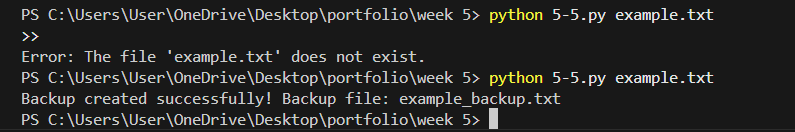 PS C:\Users\User\OneDrive\Desktop\portfolio\week 5> python 5-5.py example.txt
>>
Error: The file 'example.txt' does not exist.
PS C:\Users\User\OneDrive\Desktop\portfolio\week 5> python 5-5.py example.txt
Backup created successfully! Backup file: example_backup.txt
PS C:\Users\User\OneDrive\Desktop\portfolio\week 5>